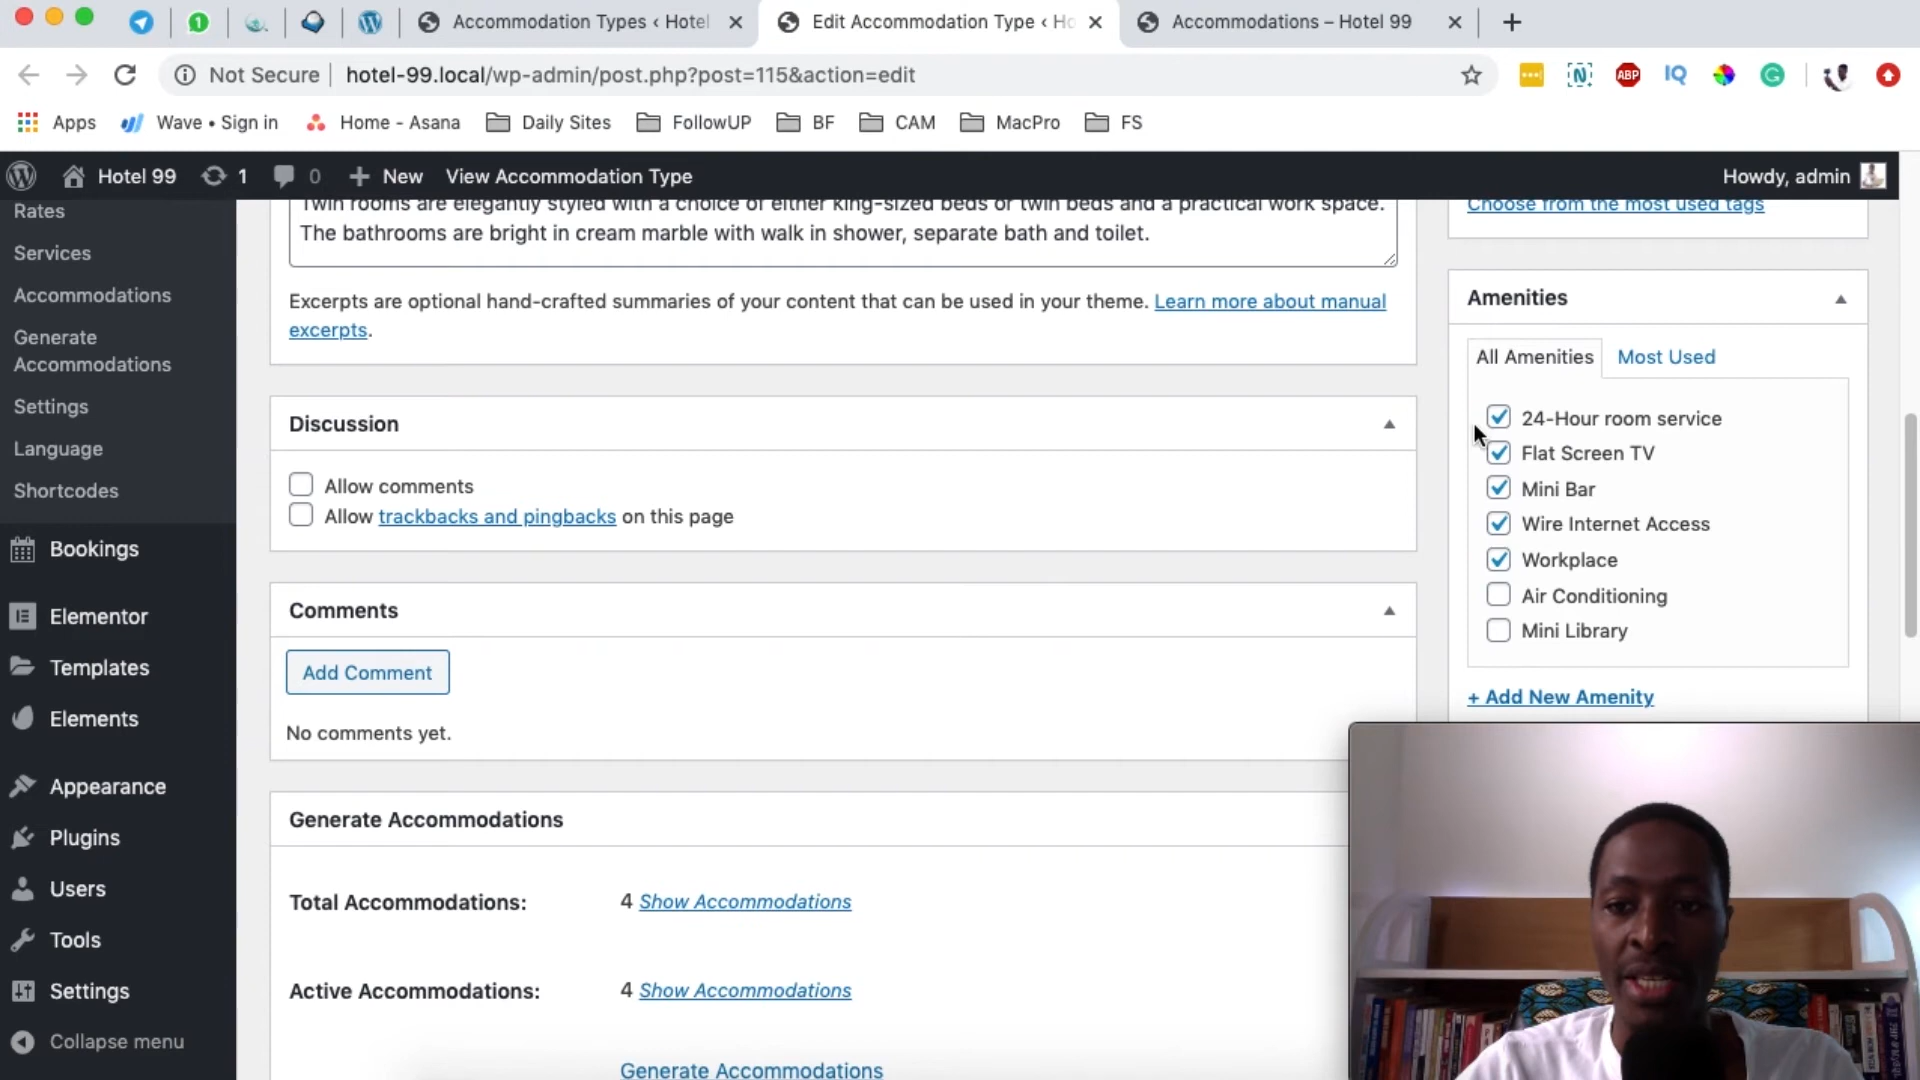 Accommodation Types ‹ Hotel
Edit Accommodation Type ‹ Ho
Accommodations – Hotel 99
Not Secure
hotel-99.local/wp-admin/post.php?post=115&action=edit
ABP
IQ
Apps
Wave • Sign in
Home - Asana
Daily Sites
FollowUP
BF
CAM
MacPro
FS
Hotel 99
1
0
New
View Accommodation Type
Howdy, admin
Rates
Services
Accommodations
Generate
Accommodations
Settings
Language
Shortcodes
Bookings
Elementor
Templates
Elements
Appearance
Plugins
Users
Tools
Settings
Collapse menu
Twin rooms are elegantly styled with a choice of either king-sized beds or twin beds and a practical work space.
The bathrooms are bright in cream marble with walk in shower, separate bath and toilet.
Excerpts are optional hand-crafted summaries of your content that can be used in your theme. Learn more about manual
excerpts.
Discussion
Allow comments
Allow trackbacks and pingbacks on this page
Comments
Add Comment
No comments yet.
Generate Accommodations
Total Accommodations:
4 Show Accommodations
Active Accommodations:
4 Show Accommodations
Generate Accommodations
Choose from the most used tags
Amenities
All Amenities
Most Used
24-Hour room service
Flat Screen TV
Mini Bar
Wire Internet Access
Workplace
Air Conditioning
Mini Library
+ Add New Amenity